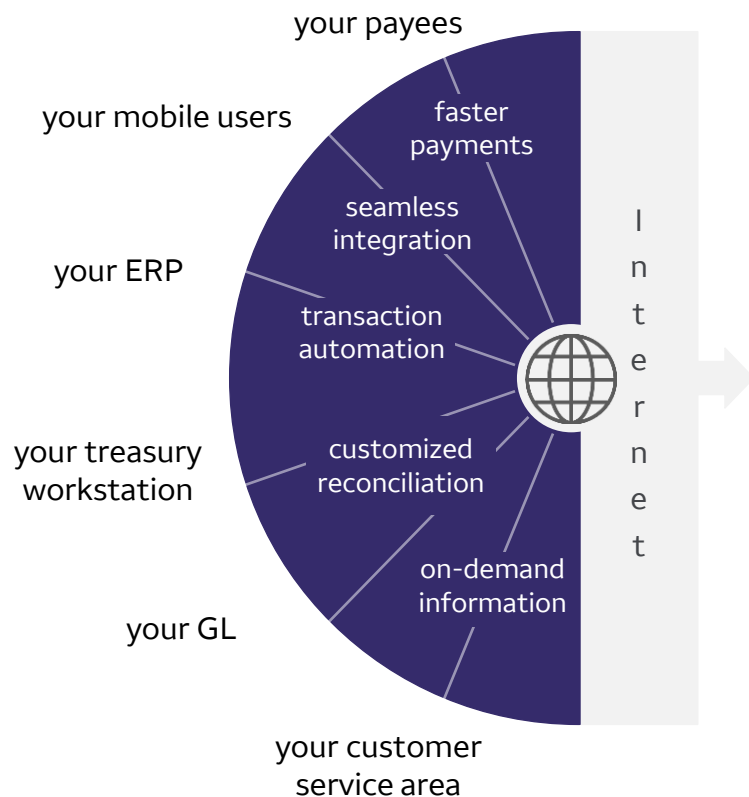 your payees
your mobile users
your ERP
your treasury
workstation
your GL
your customer
service area
faster
payments
seamless
integration
transaction
automation
customized
reconciliation
on-demand
information
Internet